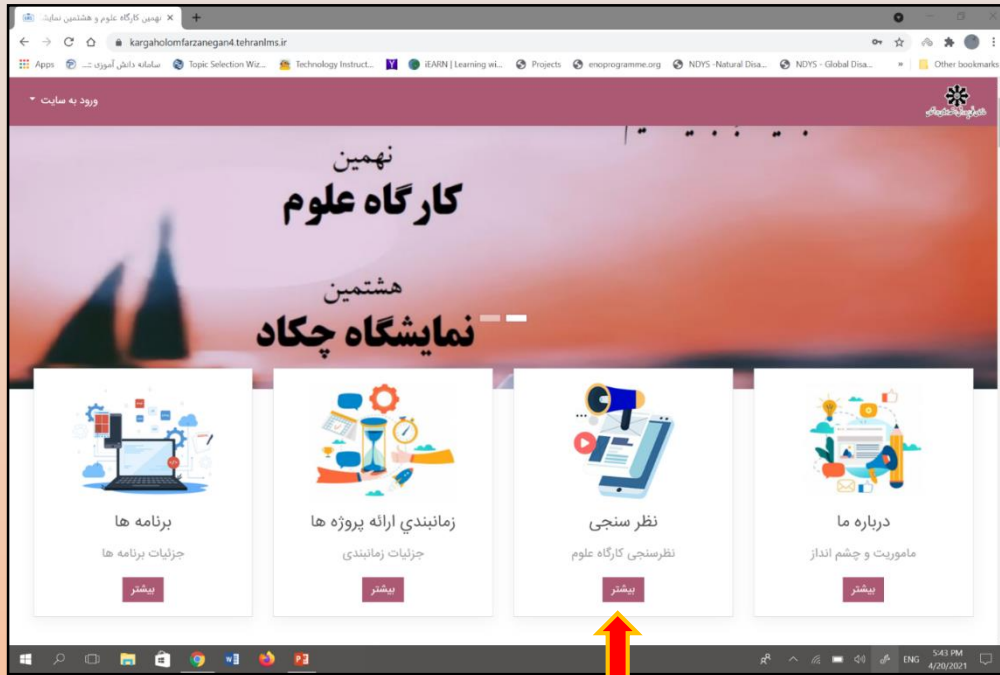 نهمین کارگاه علوم و هشتمین نمایشـ
kargaholomfarzanegan4.tehranlms.ir
Apps
سامانه دانش آموزی :...
Topic Selection Wiz...
Technology Instruct...
iEARN | Learning wi...
Projects
enoprogramme.org
NDYS -Natural Disa...
NDYS - Global Disa...
»
Other bookmarks
ورود به سایت
نهمین
کارگاه علوم
هشتمین
نمایشگاه چکاد
درباره ما
ماموریت و چشم انداز
بیشتر
نظر سنجی
نظرسنجی کارگاه علوم
بیشتر
زمانبندي ارائه پروژه ها
جزئیات زمانبندی
بیشتر
برنامه ها
جزئیات برنامه ها
بیشتر
ENG
5:43 PM
4/20/2021